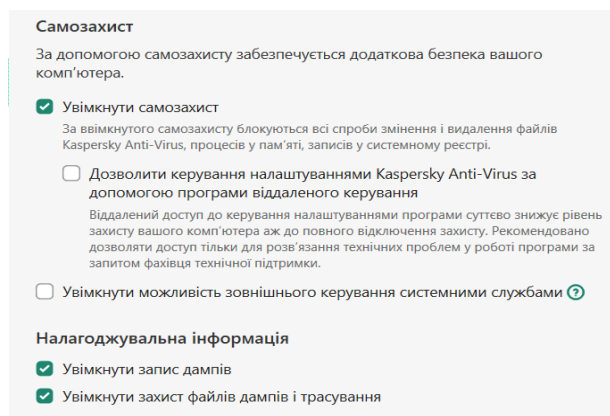 Самозахист
За допомогою самозахисту забезпечується додаткова безпека вашого
комп'ютера.
Увімкнути самозахист
За ввімкнутого самозахисту блокуються всі спроби змінення і видалення файлів
Kaspersky Anti-Virus, процесів у пам'яті, записів у системному реєстрі.
Дозволити керування налаштуваннями Kaspersky Anti-Virus за
допомогою програми віддаленого керування
Віддалений доступ до керування налаштуваннями програми суттєво знижує рівень
захисту вашого комп'ютера аж до повного відключення захисту. Рекомендовано
дозволяти доступ тільки для розв'язання технічних проблем у роботі програми за
запитом фахівця технічної підтримки.
Увімкнути можливість зовнішнього керування системними службами ?
Налагоджувальна інформація
Увімкнути запис дампів
Увімкнути захист файлів дампів і трасування